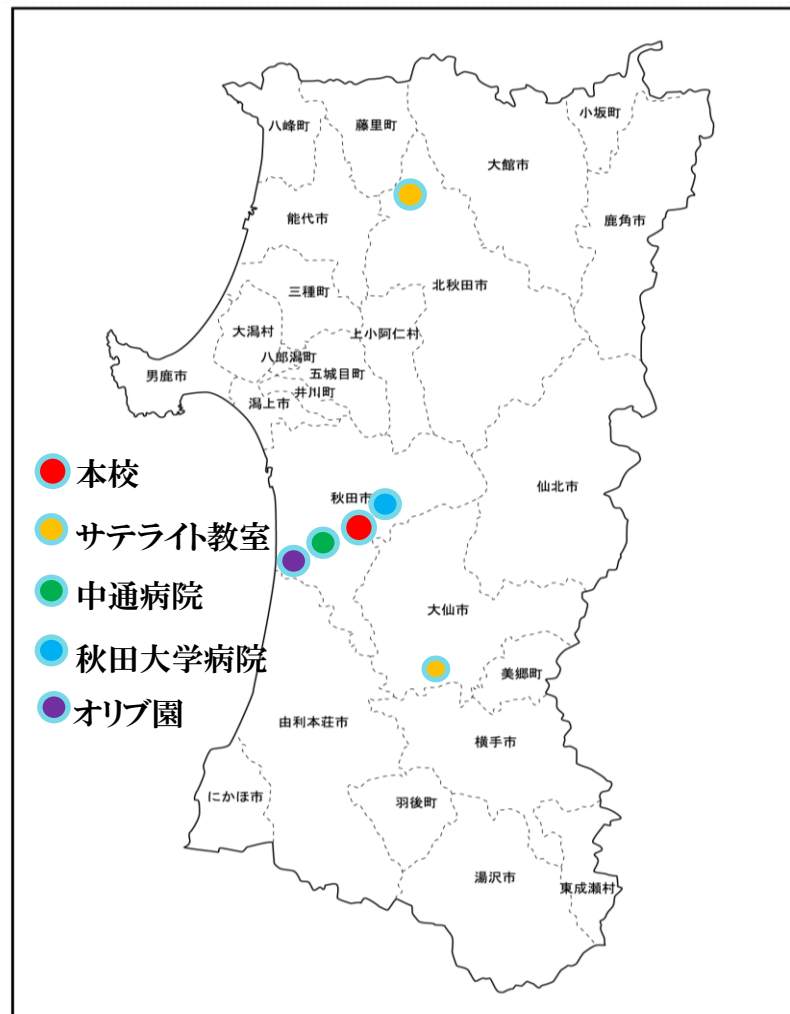 小坂町
八峰町
藤里町
大館市
能代市
鹿角市
北秋田市
三種町
大潟村
上小阿仁村
八郎潟町
五城目町
男鹿市
井川町
潟上市
本校
仙北市
秋田市
サテライト教室
中通病院
大仙市
秋田大学病院
美郷町
オリブ園
由利本荘市
横手市
にかほ市
羽後町
湯沢市
東成瀬村